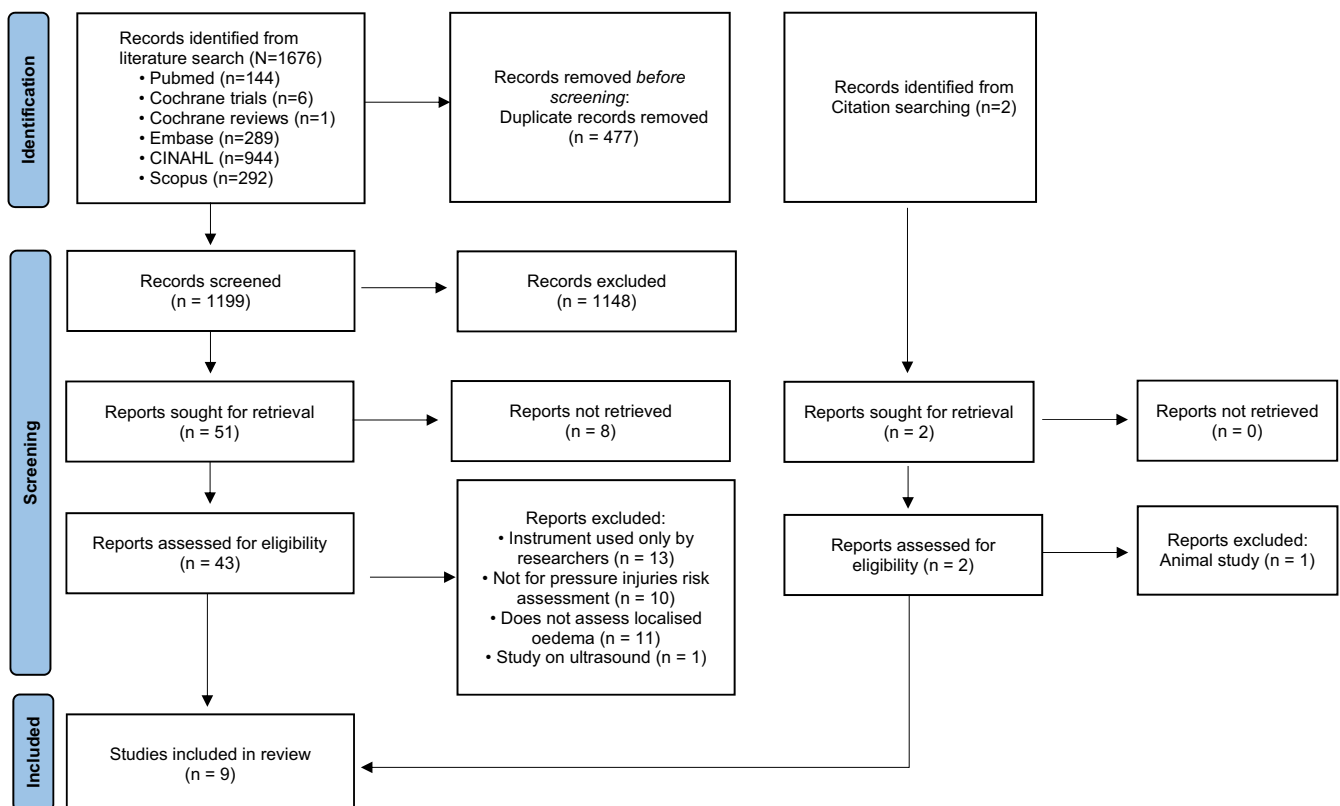 Identification
Records identified from
literature search (N=1676)
• Pubmed (n=144)
• Cochrane trials (n=6)
• Cochrane reviews (n=1)
• Embase (n=289)
• CINAHL (n=944)
• Scopus (n=292)
Records removed before
screening:
Duplicate records removed
(n = 477)
Records identified from
Citation searching (n=2)
Screening
Records screened
(n = 1199)
Records excluded
(n = 1148)
Reports sought for retrieval
(n = 51)
Reports not retrieved
(n = 8)
Reports sought for retrieval
(n = 2)
Reports not retrieved
(n = 0)
Reports assessed for eligibility
(n = 43)
Reports excluded:
• Instrument used only by
researchers (n = 13)
• Not for pressure injuries risk
assessment (n = 10)
• Does not assess localised
oedema (n = 11)
• Study on ultrasound (n = 1)
Reports assessed for
eligibility (n = 2)
Reports excluded:
Animal study (n = 1)
Included
Studies included in review
(n = 9)